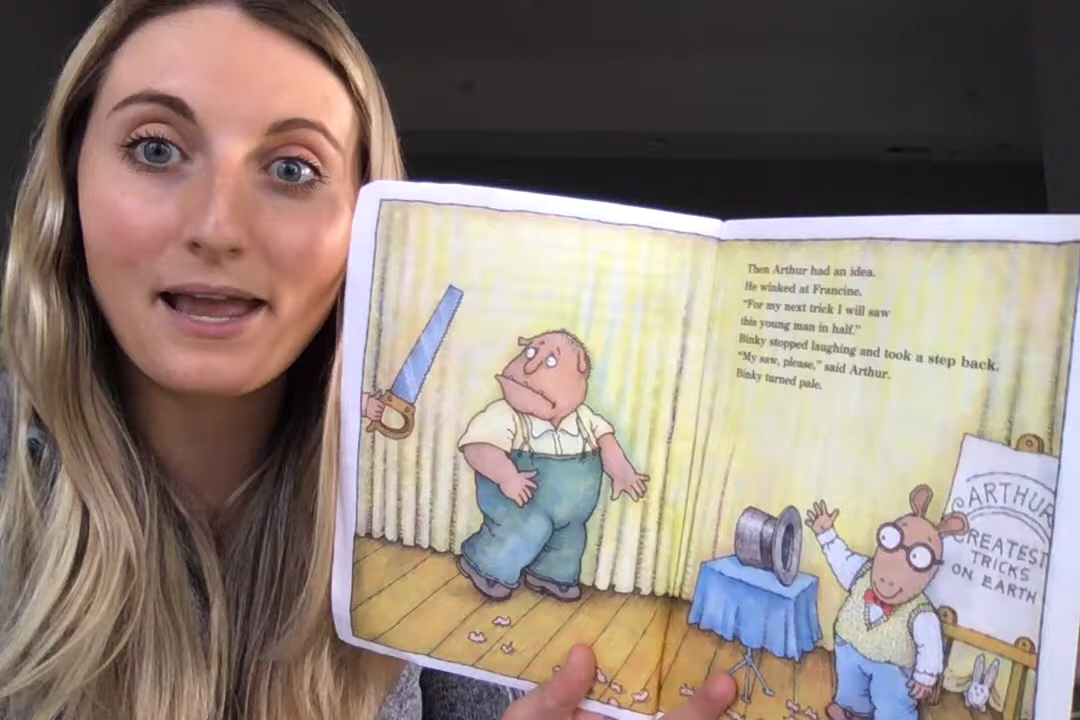 Then Arthur had an idea.
He winked at Francine.
"For my next trick I will saw
this young man in half."
Binky stopped laughing and took a step back.
"My saw, please," said Arthur.
Binky turned pale.
ARTHUR
GREATEST
TRICKS
ON EARTH